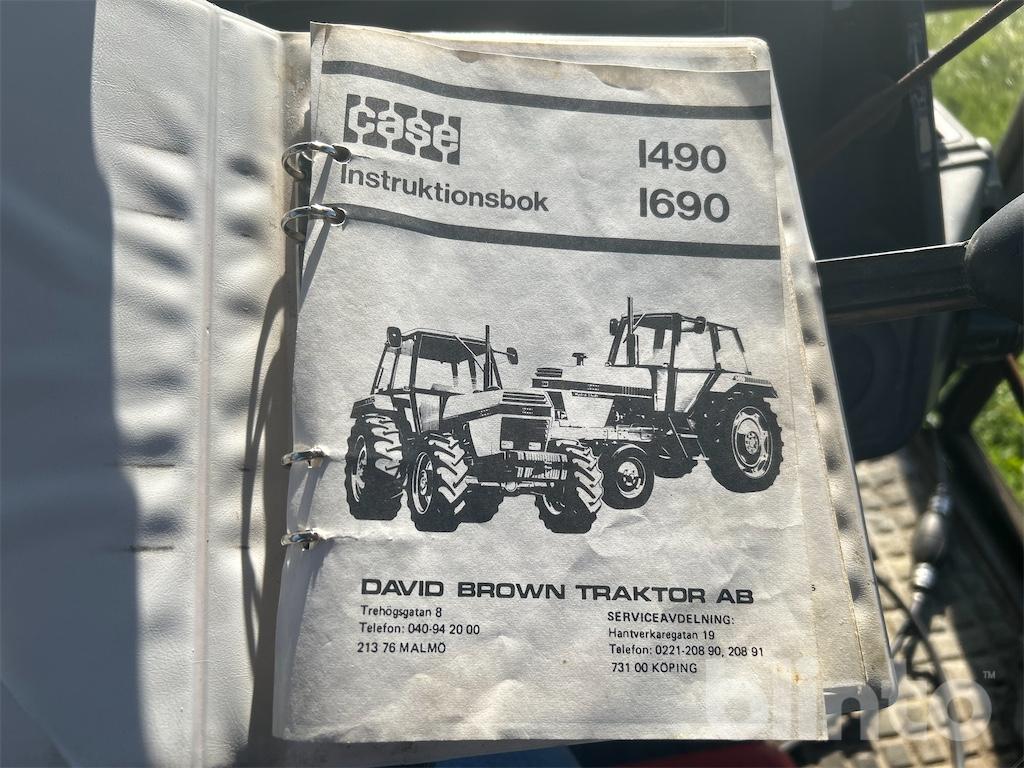 case
Instruktionsbok
1490
1690
DAVID BROWN TRAKTOR AB
Trehögsgatan 8
Telefon: 040-94 20 00
213 76 MALMÖ
SERVICEAVDELNING:
Hantverkaregatan 19
Telefon: 0221-208 90, 208 91
731 00 KÖPING
blinto™